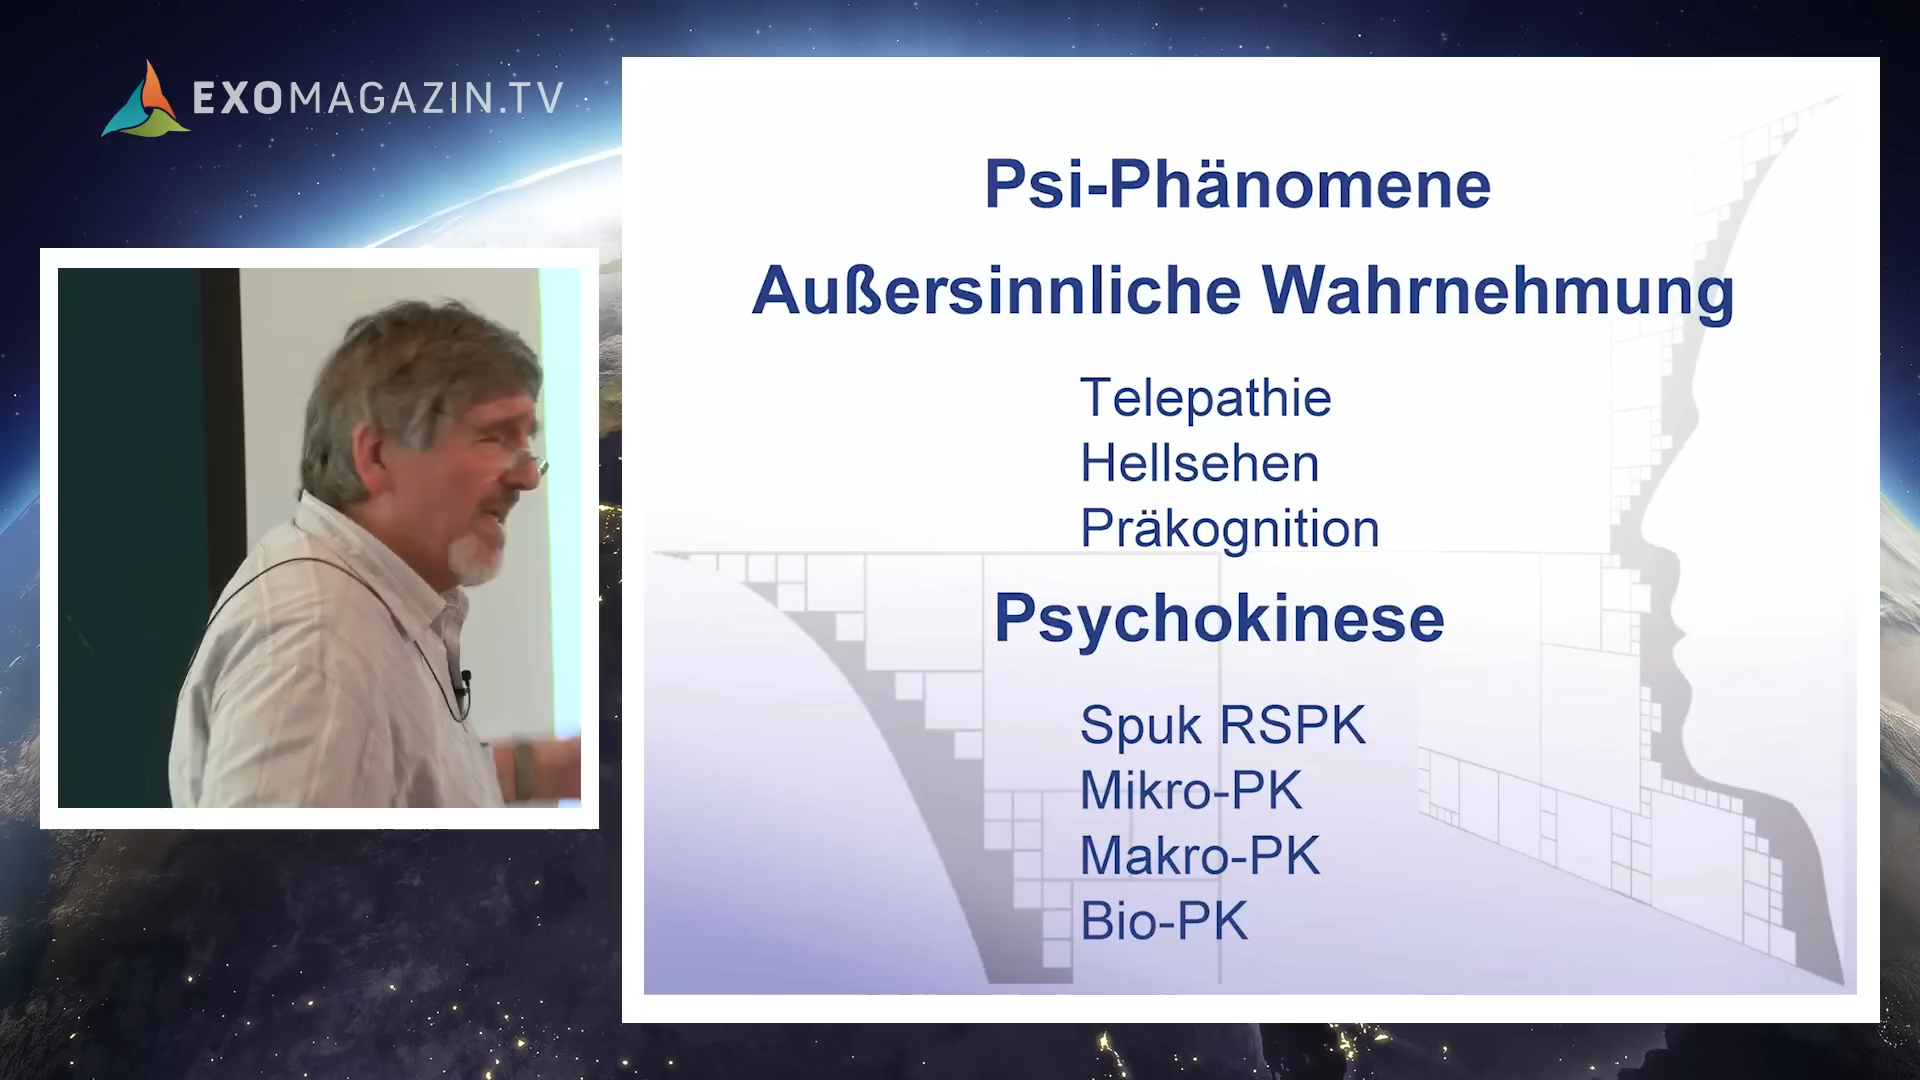 EXOMAGAZIN.TV
Psi-Phänomene
Außersinnliche Wahrnehmung
Telepathie
Hellsehen
Präkognition
Psychokinese
Spuk RSPK
Mikro-PK
Makro-PK
Bio-PK